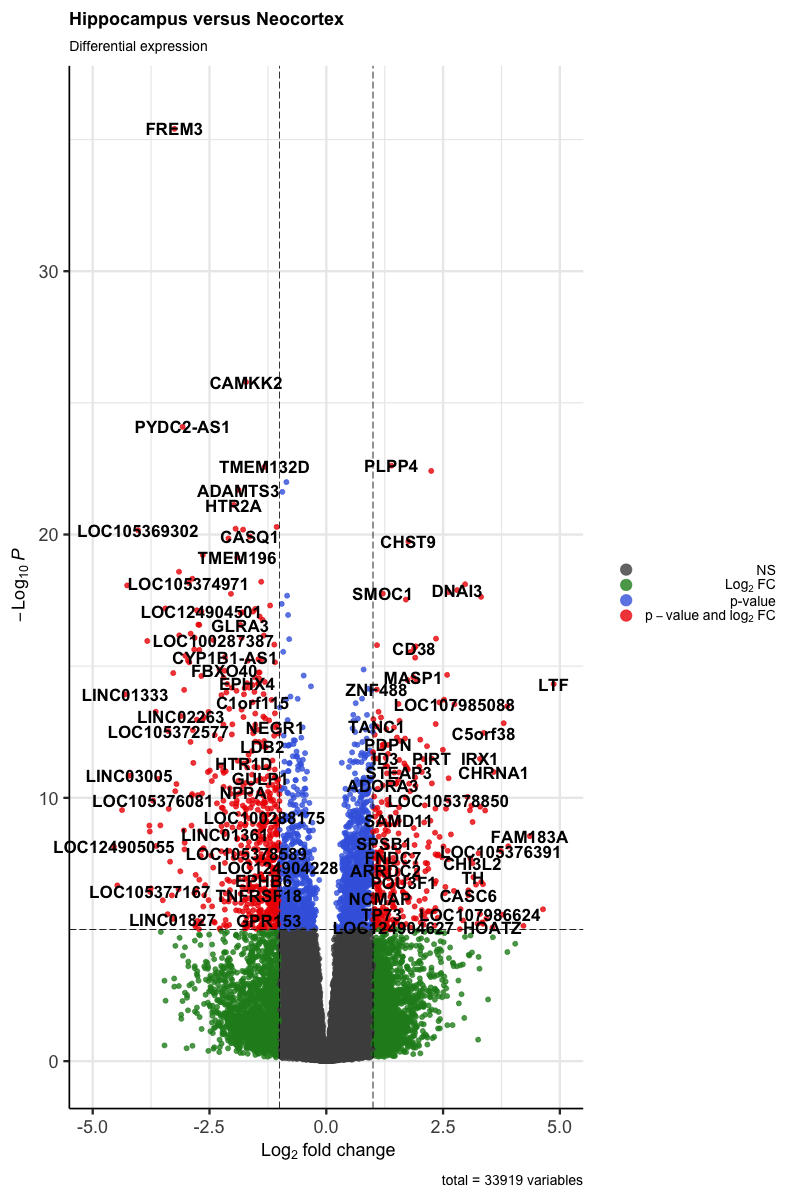 Hippocampus versus Neocortex
Differential expression
FREM3
30
CAMKK2
PYDC2-AS1
TMEM132D PLPP4
ADAMTS3
HTR2A
LOC105369302
20
CASQ1
CHST9
TMEM196
LOC105374971
DNAI3
SMOC1
LOC124904501
GLRA3
LOC100287387
CD38
CYP1B1-AS1
FBXO40
MASP1
EPHX4
LTF
ZNF488
LINC01333
C1orf115
LOC107985088
LINC02263
NEGR1
TANC1
LOC105372577
C5orf38
LDB2
PDPN
HTR1D
ID3 PIRT IRX1
STEAP3 CHRNA1
LINC03005
GULP1
ADORA3
NPPA
10
LOC105376081
LOC105378850
LOC100288175
SAMD11
LINC01361
FAM183A
SPSB1
LOC124905055
LOC105378589
FNDC7
LOC105376391
CHI3L2
LOC124904228
ARRDC2
TH
EPHB6
POU3F1
LOC105377167
TNFRSF18
NCMAP
CASC6
LINC01827
GPR153
TP73
LOC107986624
LOC124904627 HOATZ
0
-5.0 -2.5 0.0 2.5 5.0
Log2 fold change
−Log10 P
NS
Log2 FC
p-value
p − value and log2 FC
total = 33919 variables